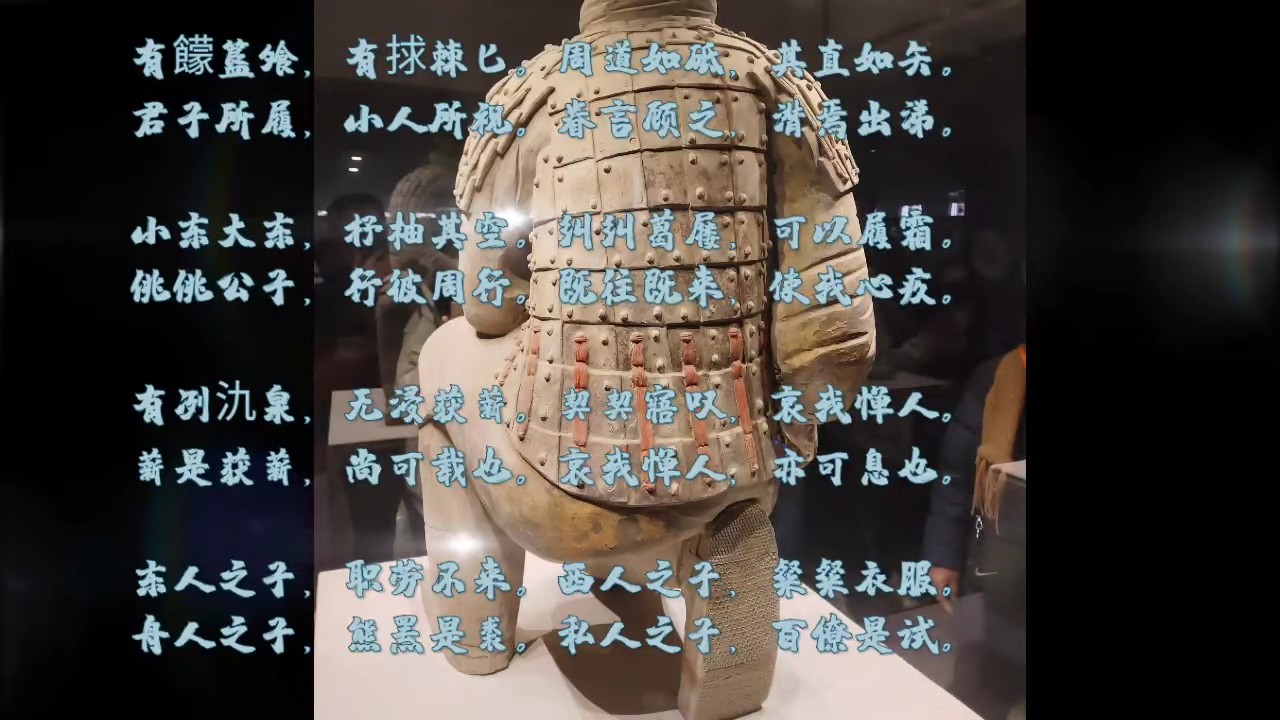 有饛簋飧, 有捄棘匕。周道如砥, 其直如矢。
君子所履, 小人所视。眷言顾之, 潸焉出涕。
小东大东, 杼柚其空。纠纠葛屦, 可以履霜。
佻佻公子, 行彼周行。既往既来, 使我心疚。
有冽氿泉, 无浸获薪。契契寤叹, 哀我惮人。
薪是获薪, 尚可载也。哀我惮人, 亦可息也。
东人之子, 职劳不来。西人之子, 粲粲衣服。
舟人之子, 熊罴是裘。私人之子, 百僚是试。